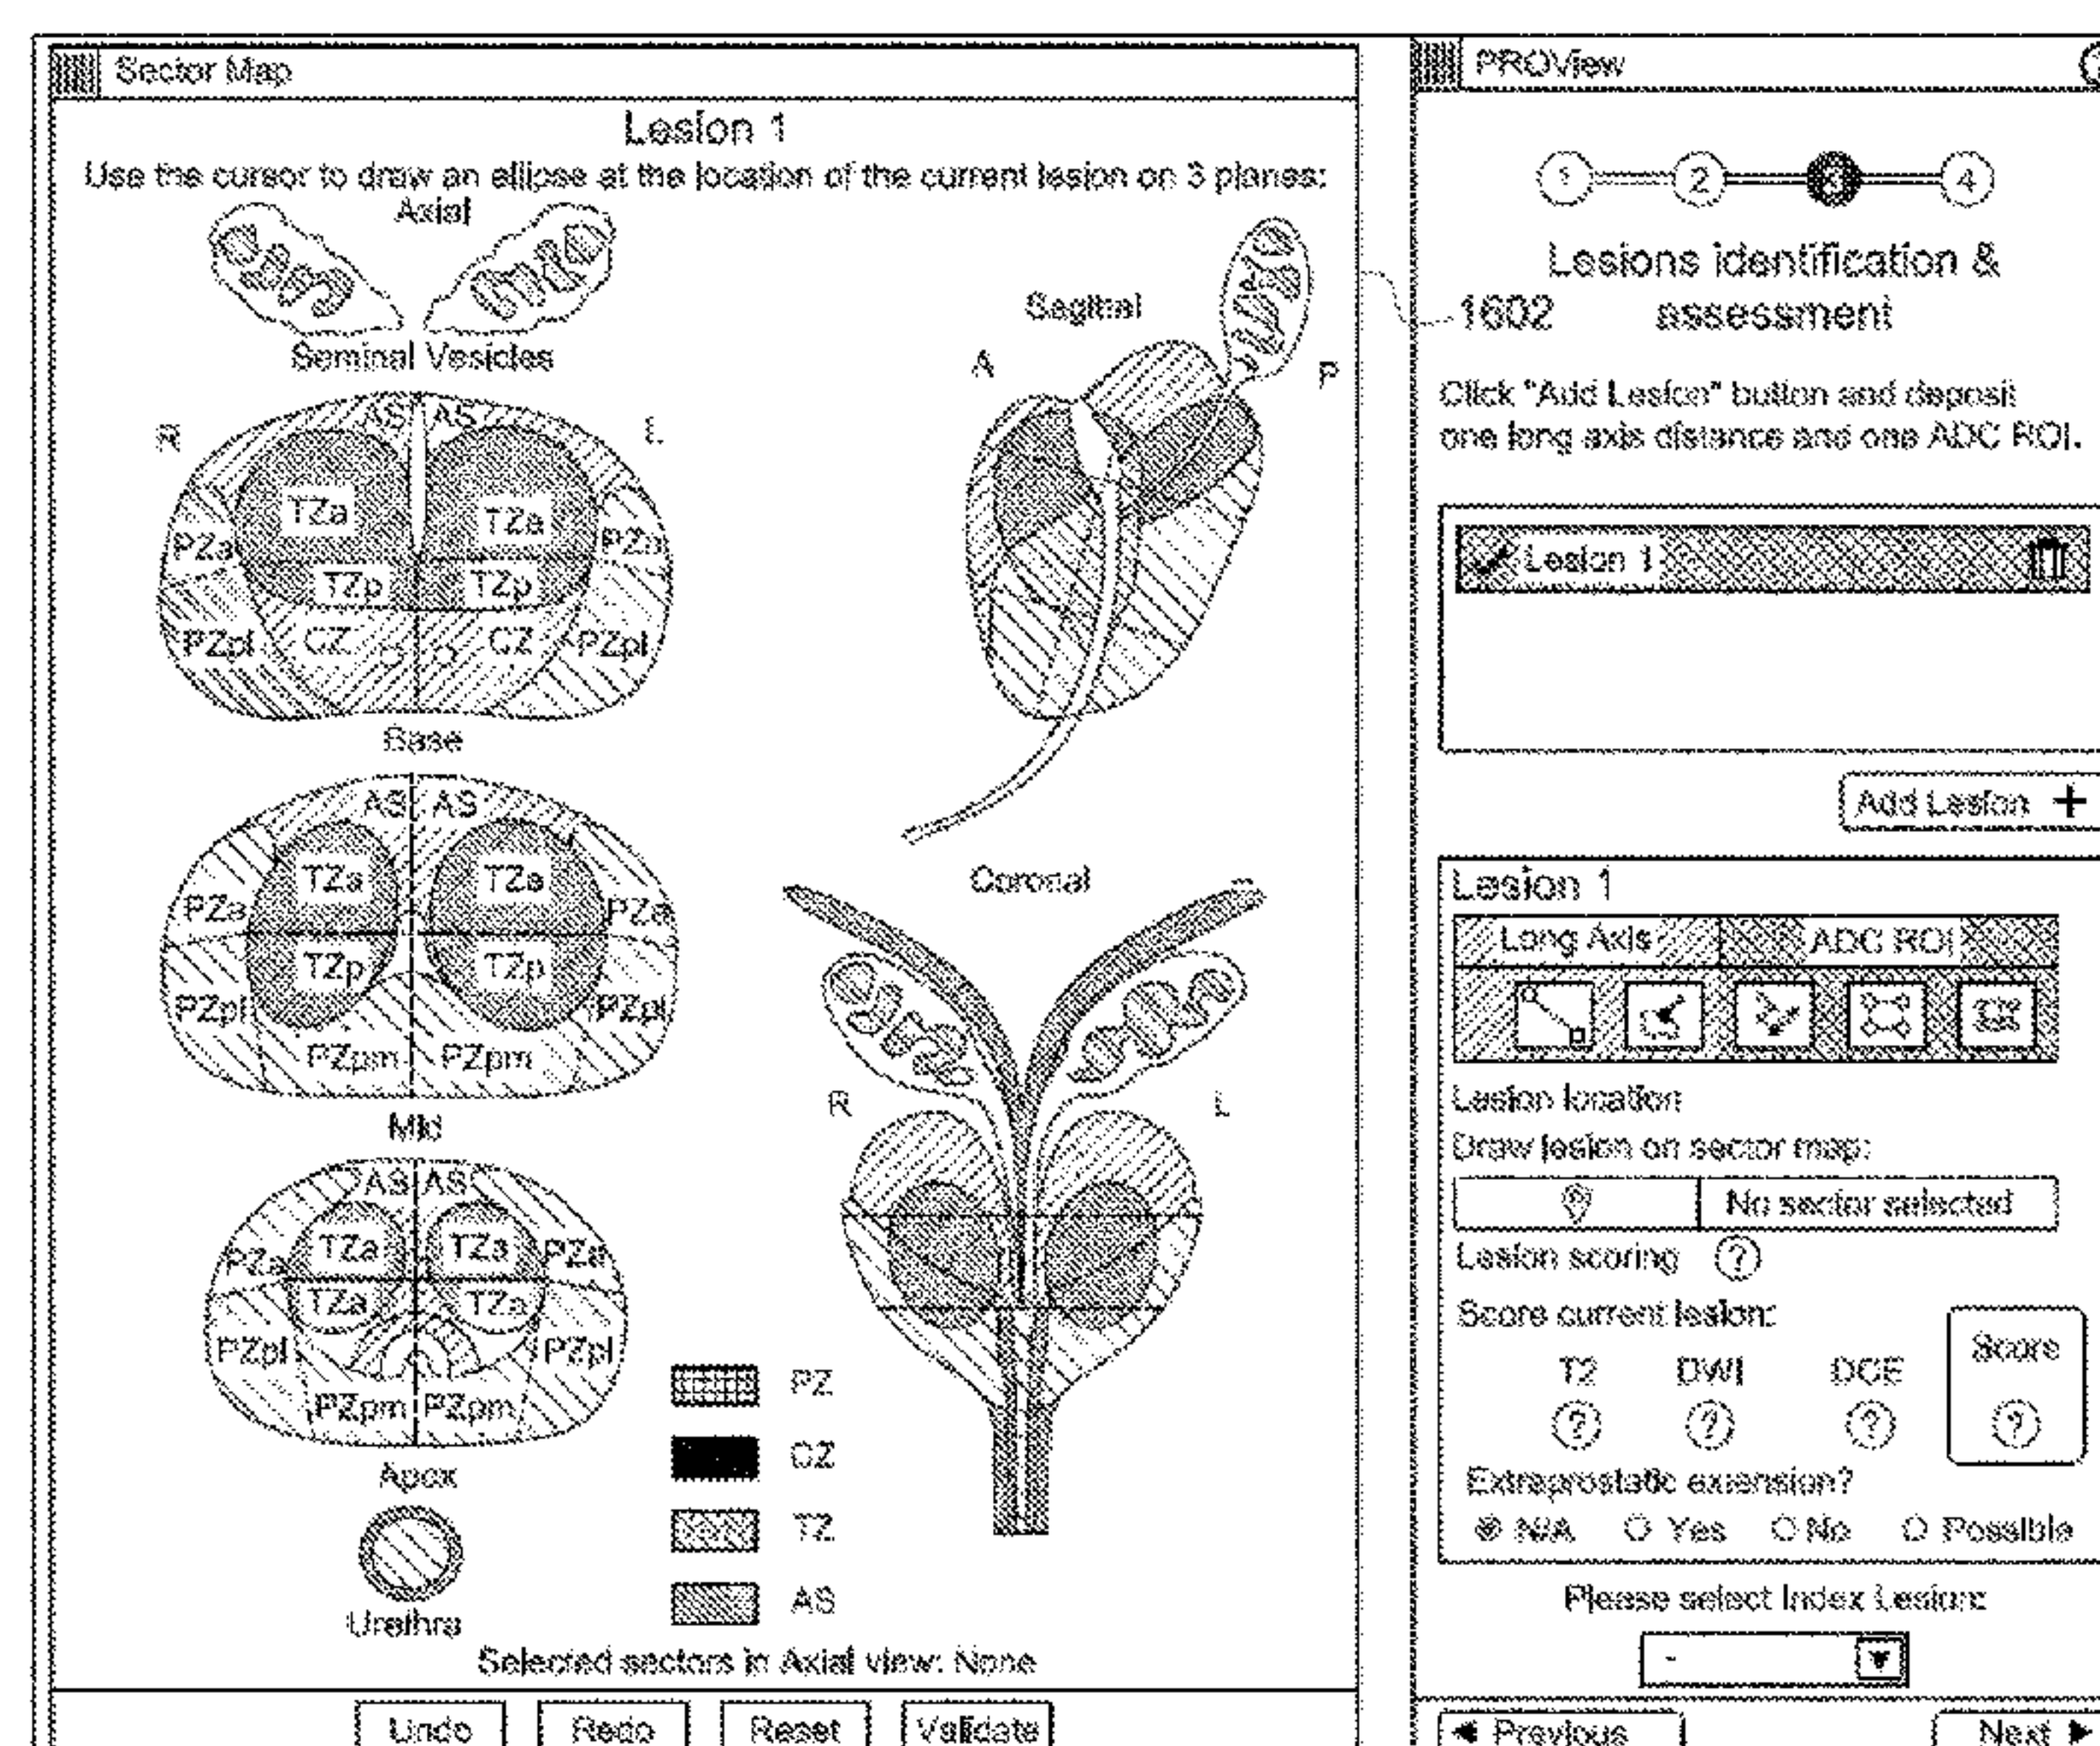 Sector Map
Lesion 1
Use the cursor to draw an ellipse at the location of the current lesion on 3 planes:
Axial
Seminal Vesicles
R
L
AS AS
TZa TZa
PZa PZa
TZp TZp
CZ CZ
PZpl PZpl
Base
AS AS
TZa TZa
PZa PZa
TZp TZp
PZpl PZpl
PZpm PZpm
Mid
AS AS
TZa TZa
PZa PZa
TZa TZa
PZpl PZpl
PZpm PZpm
Apex
Urethra
Sagittal
A
P
Coronal
R
L
PZ
CZ
TZ
AS
Selected sectors in Axial view: None
Undo Redo Reset Validate
PROView
1 2 3 4
Lesions identification &
assessment
1602
Click "Add Lesion" button and deposit
one long axis distance and one ADC ROI.
Lesion 1
Add Lesion +
Lesion 1
Long Axis ADC ROI
Lesion location
Draw lesion on sector map:
No sector selected
Lesion scoring ?
Score current lesion:
T2 DWI DCE Score
? ? ? ?
Extraprostatic exension?
N/A Yes No Possible
Please select Index Lesion:
-
Previous Next